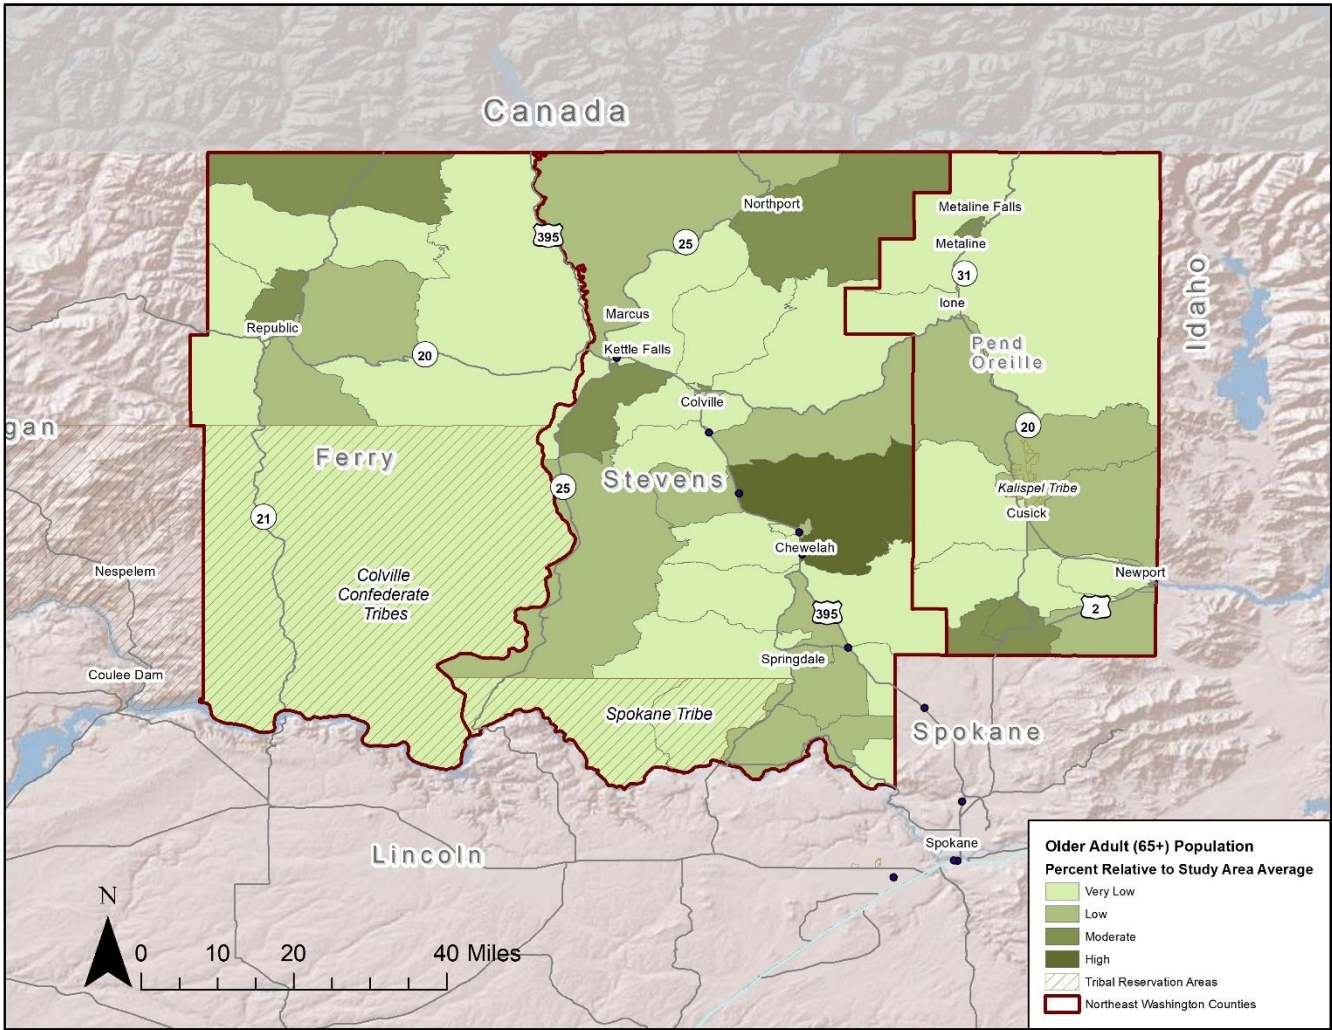 Canada
Northport
Metaline Falls
395
25
Metaline
31
Idaho
Ione
Marcus
Republic
Pend
Oreille
Kettle Falls
20
Colville
gan
20
Ferry
Stevens
Kalispel Tribe
25
Cusick
21
Chewelah
Nespelem
Colville
Confederate
Tribes
Newport
2
395
Springdale
Coulee Dam
Spokane Tribe
Spokane
Lincoln
Spokane
N
0 10 20 40 Miles
Older Adult (65+) Population
Percent Relative to Study Area Average
Very Low
Low
Moderate
High
Tribal Reservation Areas
Northeast Washington Counties